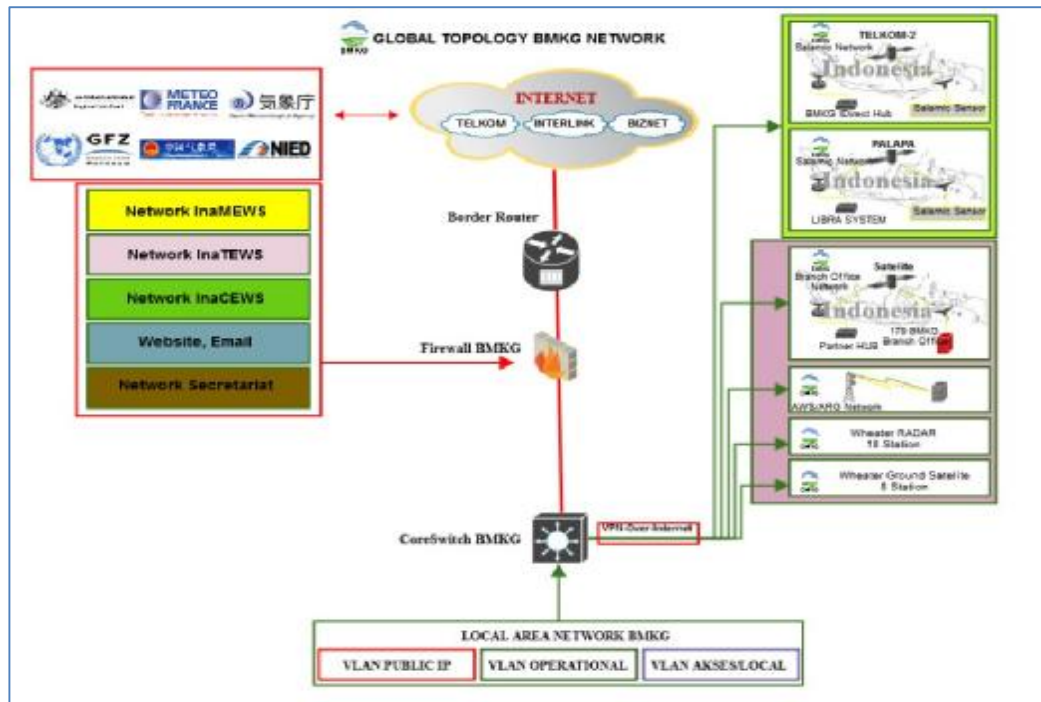 BMKG
GLOBAL TOPOLOGY BMKG NETWORK
METEO
FRANCE
気象庁
GFZ
NIED
INTERNET
TELKOM
INTERLINK
BIZNET
Network InaMEWS
Network InaTEWS
Network InaCEWS
Website, Email
Network Secretariat
Border Router
Firewall BMKG
CoreSwitch BMKG
VPN Over Internet
LOCAL AREA NETWORK BMKG
VLAN PUBLIC IP
VLAN OPERATIONAL
VLAN AKSES/LOCAL
TELKOM-2
Seismic Network
Indonesia
Seismic Sensor
BMKG iDirect Hub
PALAPA
Seismic Network
Indonesia
Seismic Sensor
LIBRA SYSTEM
Satelite
Branch Office
Network
Indonesia
Partner HUB
BMKG
Branch Office
AWS/ARG Network
Wheater RADAR
Station
Wheater Ground Satellite
Station